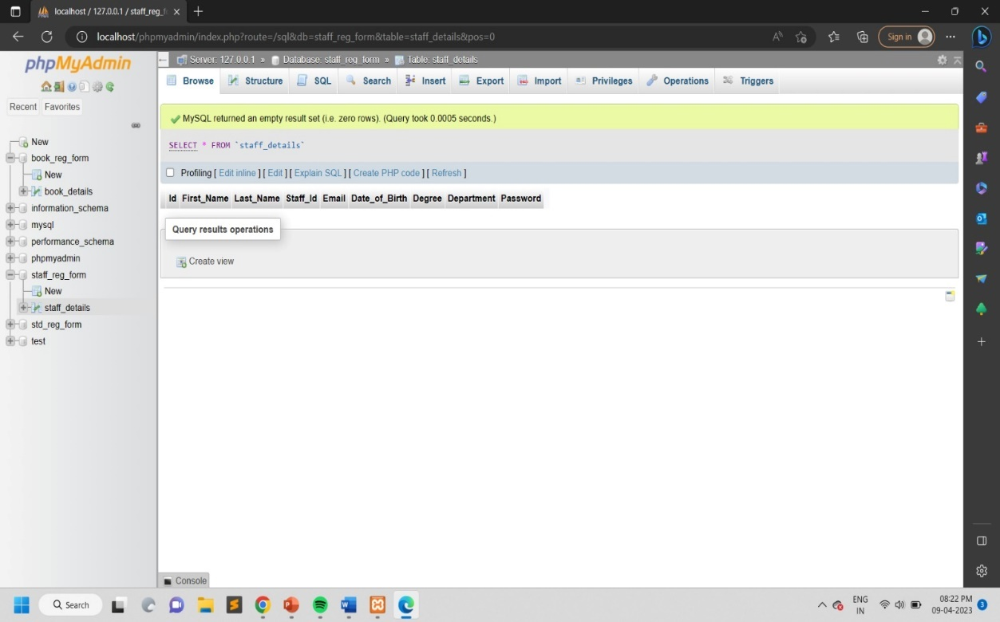 localhost / 127.0.0.1 / staff_reg_f
localhost/phpmyadmin/index.php?route=/sql&db=staff_reg_form&table=staff_details&pos=0
Sign in
phpMyAdmin
Recent Favorites
New
book_reg_form
New
book_details
information_schema
mysql
performance_schema
phpmyadmin
staff_reg_form
New
staff_details
std_reg_form
test
Server: 127.0.0.1 » Database: staff_reg_form » Table: staff_details
Browse Structure SQL Search Insert Export Import Privileges Operations Triggers
MySQL returned an empty result set (i.e. zero rows). (Query took 0.0005 seconds.)
SELECT * FROM `staff_details`
Profiling [ Edit inline ] [ Edit ] [ Explain SQL ] [ Create PHP code ] [ Refresh ]
Id First_Name Last_Name Staff_Id Email Date_of_Birth Degree Department Password
Query results operations
Create view
Console
Search
ENG
IN
08:22 PM
09-04-2023
3